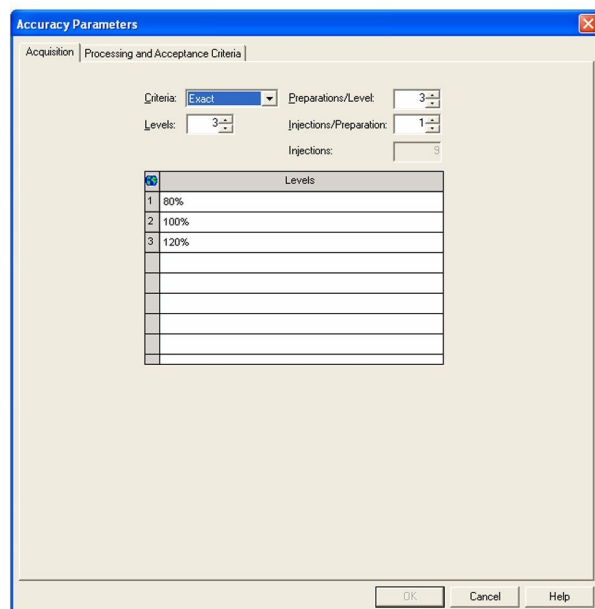 Accuracy Parameters
Acquisition Processing and Acceptance Criteria
Criteria: Exact Preparations/Level: 3
Levels: 3 Injections/Preparation: 1
Injections: 9
Levels
1 80%
2 100%
3 120%
OK Cancel Help